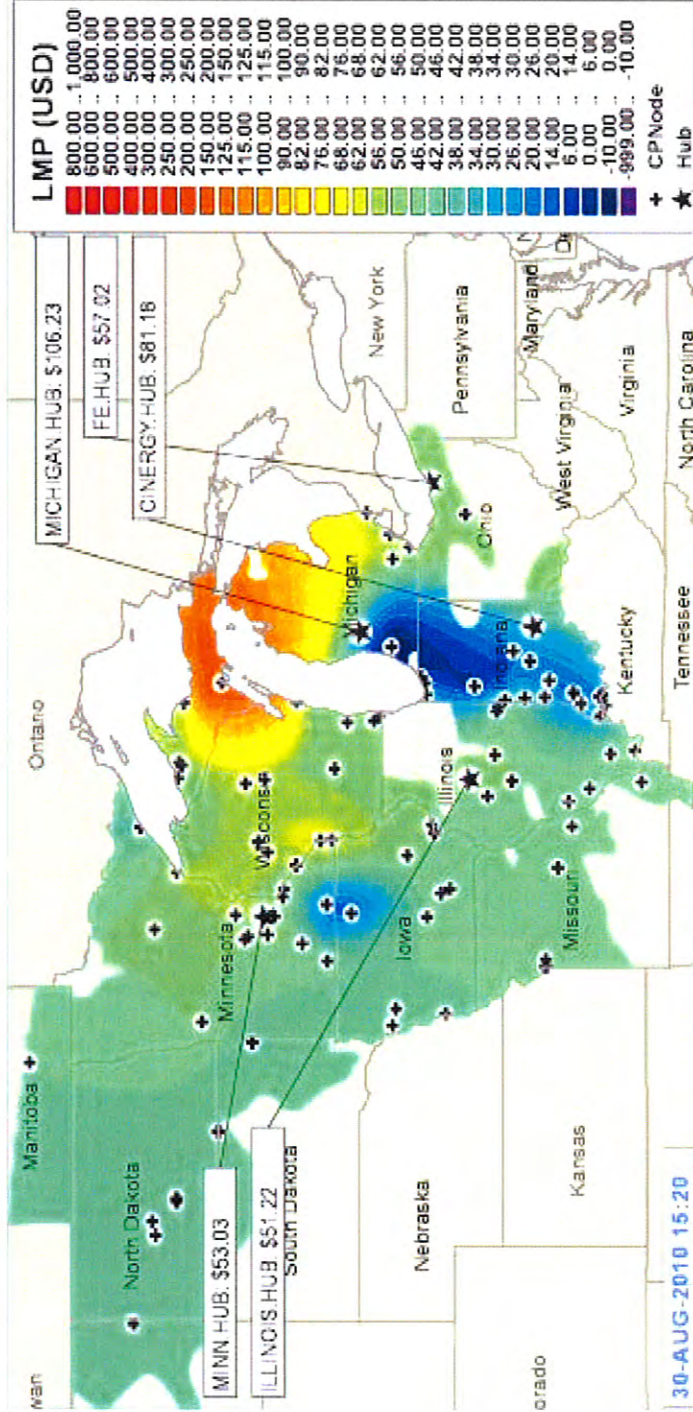 MICHIGAN.HUB: $106.23
FE.HUB: $57.02
CINERGY.HUB: $81.18
MINN.HUB: $53.03
ILLINOIS.HUB: $51.22
Manitoba
Ontario
North Dakota
South Dakota
Minnesota
Wisconsin
Michigan
New York
Pennsylvania
Maryland
West Virginia
Virginia
North Carolina
Ohio
Indiana
Kentucky
Tennessee
Illinois
Iowa
Missouri
Nebraska
Kansas
orado
wan
30-AUG-2010 15:20
LMP (USD)
800.00 .. 1,000.00
600.00 .. 800.00
400.00 .. 600.00
300.00 .. 400.00
250.00 .. 300.00
200.00 .. 250.00
150.00 .. 200.00
125.00 .. 150.00
115.00 .. 125.00
100.00 .. 115.00
90.00 .. 100.00
82.00 .. 90.00
76.00 .. 82.00
68.00 .. 76.00
62.00 .. 68.00
56.00 .. 62.00
50.00 .. 56.00
46.00 .. 50.00
42.00 .. 46.00
38.00 .. 42.00
34.00 .. 38.00
30.00 .. 34.00
26.00 .. 30.00
20.00 .. 26.00
14.00 .. 20.00
6.00 .. 14.00
0.00 .. 6.00
-10.00 .. 0.00
-999.00 .. -10.00
CPNode
Hub